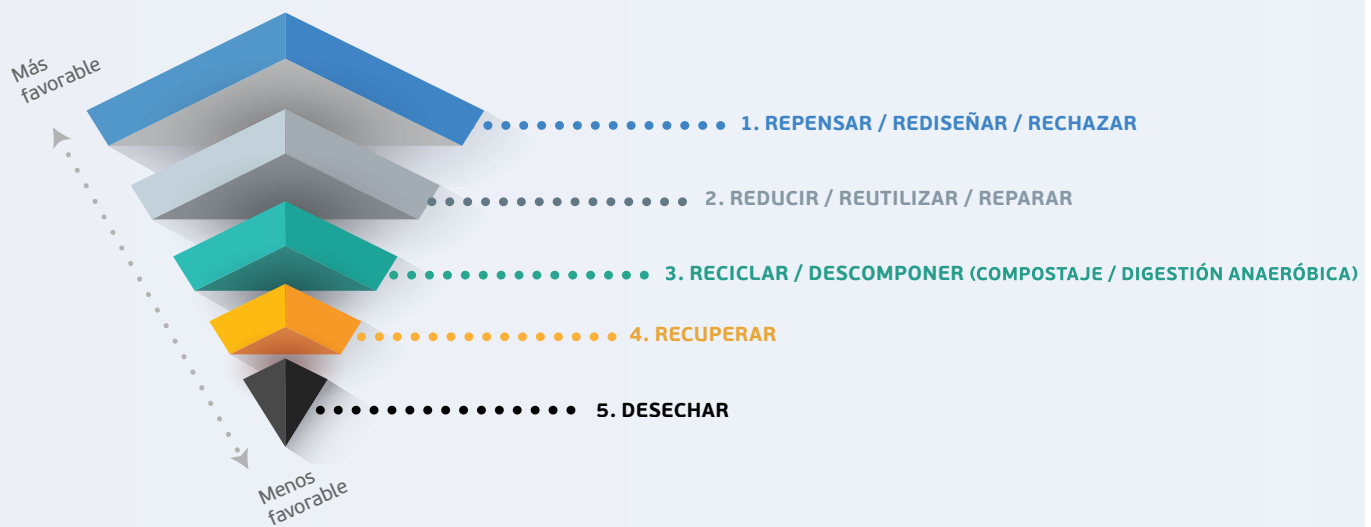 Más
favorable
1. REPENSAR / REDISEÑAR / RECHAZAR
2. REDUCIR / REUTILIZAR / REPARAR
3. RECICLAR / DESCOMPONER (COMPOSTAJE / DIGESTIÓN ANAERÓBICA)
4. RECUPERAR
5. DESECHAR
Menos
favorable